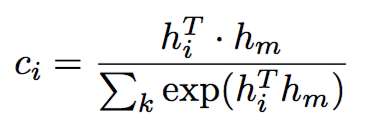 c_i = \frac{h_i^T \cdot h_m}{\sum_k \exp(h_i^T h_m)}